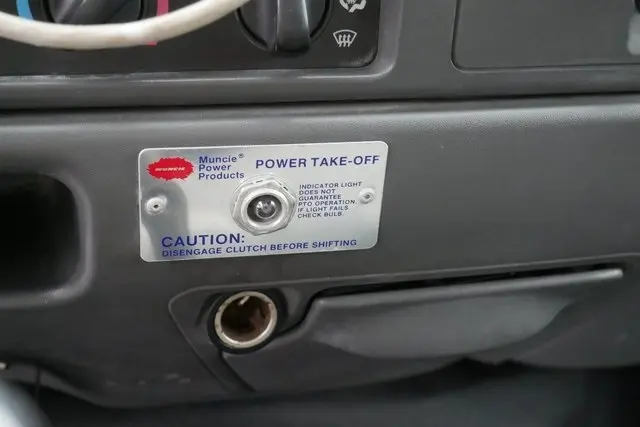 MUNCIE
Muncie®
Power
Products
POWER TAKE-OFF
INDICATOR LIGHT
DOES NOT
GUARANTEE
PTO OPERATION.
IF LIGHT FAILS
CHECK BULB.
CAUTION:
DISENGAGE CLUTCH BEFORE SHIFTING